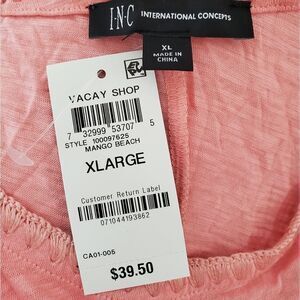 I·N·C INTERNATIONAL CONCEPTS
XL
MADE IN
CHINA
VACAY SHOP
7 32999 53707 5
STYLE 100097625
MANGO BEACH
XLARGE
Customer Return Label
071044193862
CA01-005
$39.50